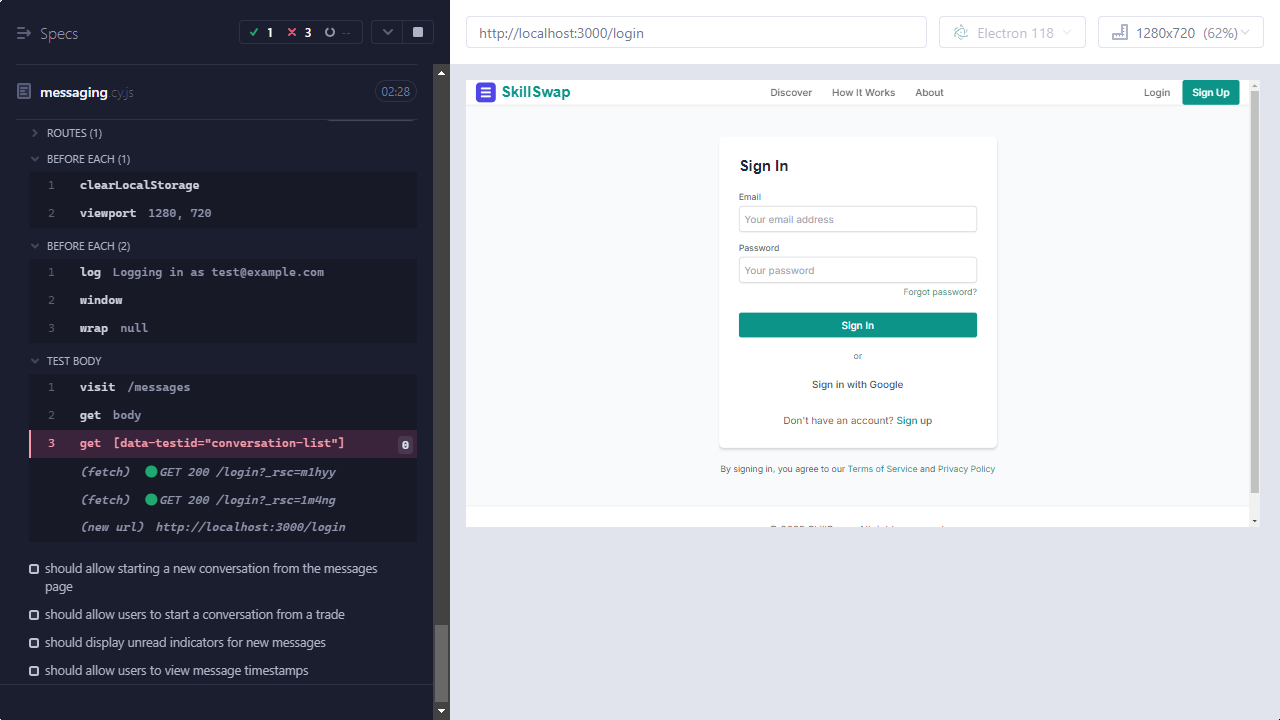 Specs
1
3
--
messaging.cy.js
02:28
ROUTES (1)
BEFORE EACH (1)
1 clearLocalStorage
2 viewport 1280, 720
BEFORE EACH (2)
1 log Logging in as test@example.com
2 window
3 wrap null
TEST BODY
1 visit /messages
2 get body
3 get [data-testid="conversation-list"] 0
(fetch) GET 200 /login?_rsc=m1hyy
(fetch) GET 200 /login?_rsc=1m4ng
(new url) http://localhost:3000/login
should allow starting a new conversation from the messages
page
should allow users to start a conversation from a trade
should display unread indicators for new messages
should allow users to view message timestamps
http://localhost:3000/login
Electron 118
1280x720 (62%)
SkillSwap
Discover How It Works About
Login Sign Up
Sign In
Email
Your email address
Password
Your password
Forgot password?
Sign In
or
Sign in with Google
Don't have an account? Sign up
By signing in, you agree to our Terms of Service and Privacy Policy